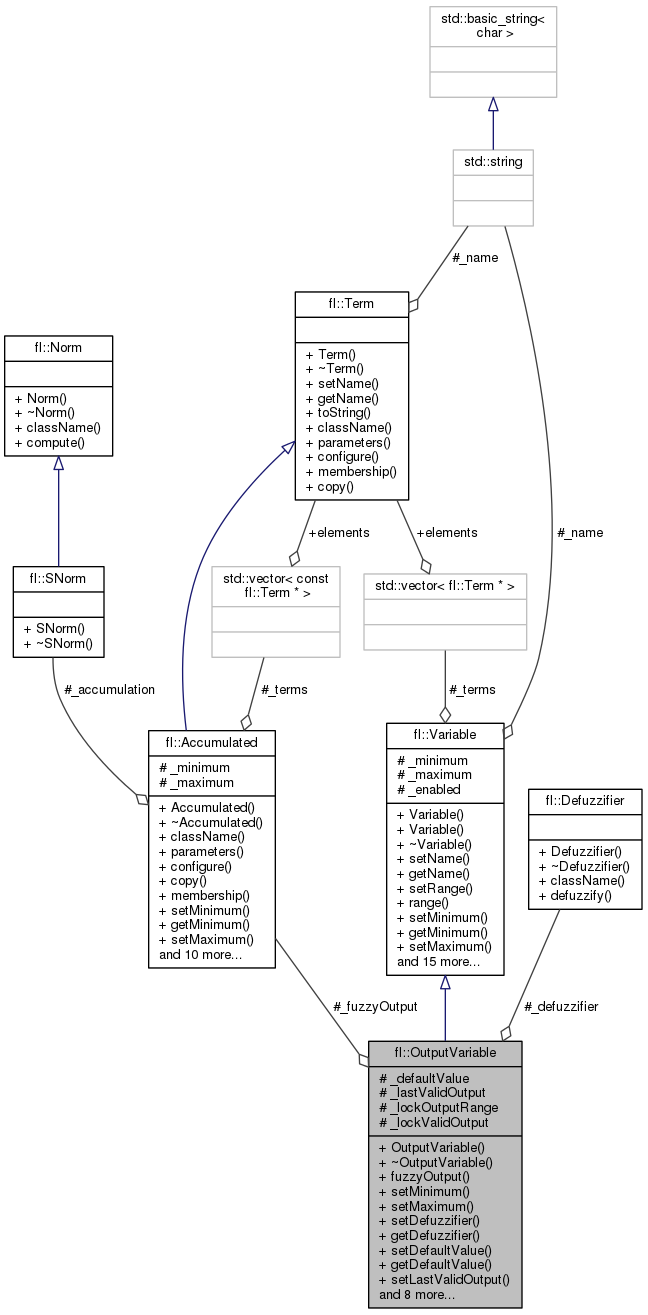 std::basic_string<
char >
std::string
#_name
fl::Term
+ Term()
+ ~Term()
+ setName()
+ getName()
+ toString()
+ className()
+ parameters()
+ configure()
+ membership()
+ copy()
fl::Norm
+ Norm()
+ ~Norm()
+ className()
+ compute()
+elements
+elements
#_name
fl::SNorm
+ SNorm()
+ ~SNorm()
std::vector< const
fl::Term * >
std::vector< fl::Term * >
#_accumulation
#_terms
#_terms
fl::Accumulated
# _minimum
# _maximum
+ Accumulated()
+ ~Accumulated()
+ className()
+ parameters()
+ configure()
+ copy()
+ membership()
+ setMinimum()
+ getMinimum()
+ setMaximum()
and 10 more...
fl::Variable
# _minimum
# _maximum
# _enabled
+ Variable()
+ Variable()
+ ~Variable()
+ setName()
+ getName()
+ setRange()
+ range()
+ setMinimum()
+ getMinimum()
+ setMaximum()
and 15 more...
fl::Defuzzifier
+ Defuzzifier()
+ ~Defuzzifier()
+ className()
+ defuzzify()
#_fuzzyOutput
#_defuzzifier
fl::OutputVariable
# _defaultValue
# _lastValidOutput
# _lockOutputRange
# _lockValidOutput
+ OutputVariable()
+ ~OutputVariable()
+ fuzzyOutput()
+ setMinimum()
+ setMaximum()
+ setDefuzzifier()
+ getDefuzzifier()
+ setDefaultValue()
+ getDefaultValue()
+ setLastValidOutput()
and 8 more...